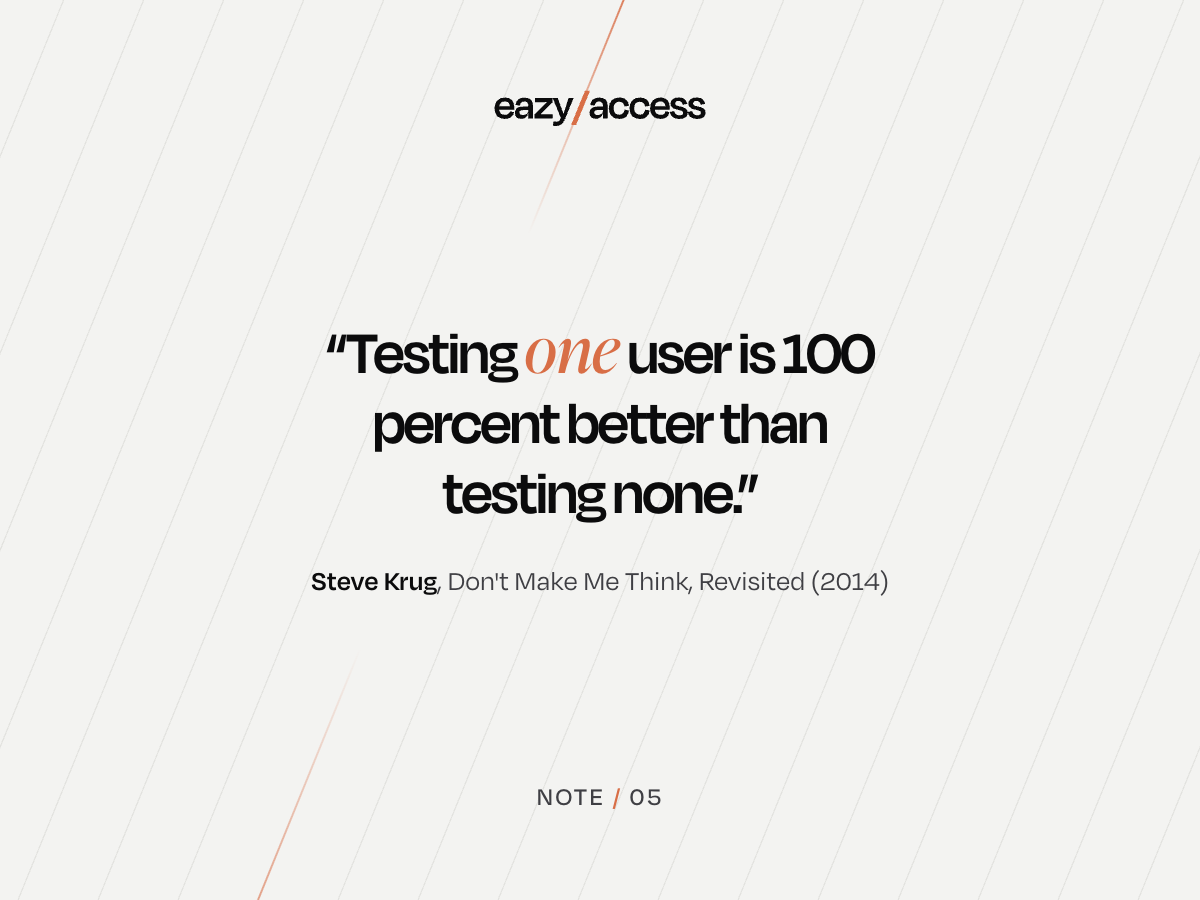 eazy/access
“Testing one user is 100
percent better than
testing none.”
Steve Krug, Don't Make Me Think, Revisited (2014)
NOTE / 05